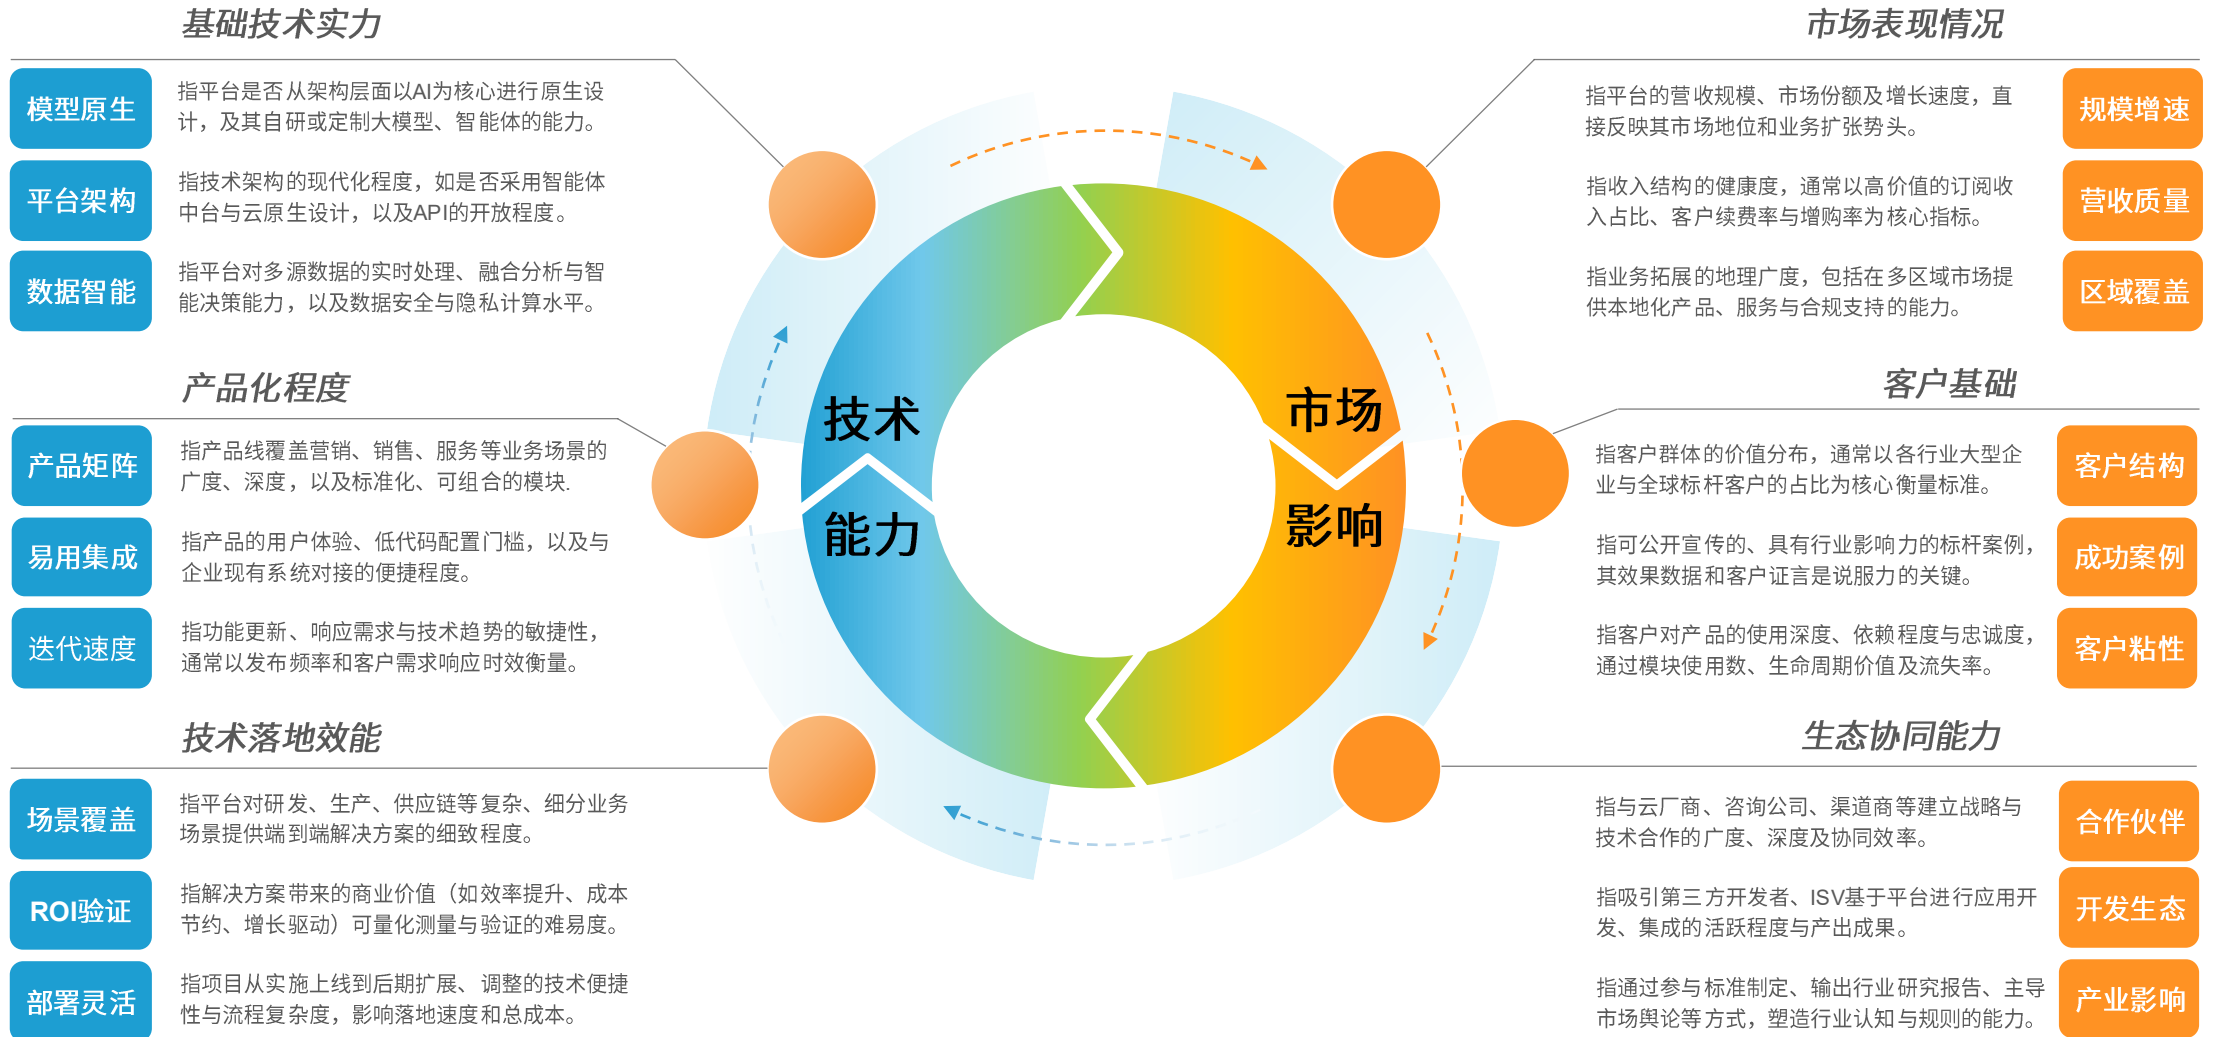 基础技术实力
模型原生
指平台是否从架构层面以AI为核心进行原生设
计，及其自研或定制大模型、智能体的能力。
平台架构
指技术架构的现代化程度，如是否采用智能体
中台与云原生设计，以及API的开放程度。
数据智能
指平台对多源数据的实时处理、融合分析与智
能决策能力，以及数据安全与隐私计算水平。
产品化程度
产品矩阵
指产品线覆盖营销、销售、服务等业务场景的
广度、深度，以及标准化、可组合的模块.
易用集成
指产品的用户体验、低代码配置门槛，以及与
企业现有系统对接的便捷程度。
迭代速度
指功能更新、响应需求与技术趋势的敏捷性，
通常以发布频率和客户需求响应时效衡量。
技术落地效能
场景覆盖
指平台对研发、生产、供应链等复杂、细分业务
场景提供端到端解决方案的细致程度。
ROI验证
指解决方案带来的商业价值（如效率提升、成本
节约、增长驱动）可量化测量与验证的难易度。
部署灵活
指项目从实施上线到后期扩展、调整的技术便捷
性与流程复杂度，影响落地速度和总成本。
技术
能力
市场
影响
市场表现情况
指平台的营收规模、市场份额及增长速度，直
接反映其市场地位和业务扩张势头。
规模增速
指收入结构的健康度，通常以高价值的订阅收
入占比、客户续费率与增购率为核心指标。
营收质量
指业务拓展的地理广度，包括在多区域市场提
供本地化产品、服务与合规支持的能力。
区域覆盖
客户基础
指客户群体的价值分布，通常以各行业大型企
业与全球标杆客户的占比为核心衡量标准。
客户结构
指可公开宣传的、具有行业影响力的标杆案例，
其效果数据和客户证言是说服力的关键。
成功案例
指客户对产品的使用深度、依赖程度与忠诚度，
通过模块使用数、生命周期价值及流失率。
客户粘性
生态协同能力
指与云厂商、咨询公司、渠道商等建立战略与
技术合作的广度、深度及协同效率。
合作伙伴
指吸引第三方开发者、ISV基于平台进行应用开
发、集成的活跃程度与产出成果。
开发生态
指通过参与标准制定、输出行业研究报告、主导
市场舆论等方式，塑造行业认知与规则的能力。
产业影响